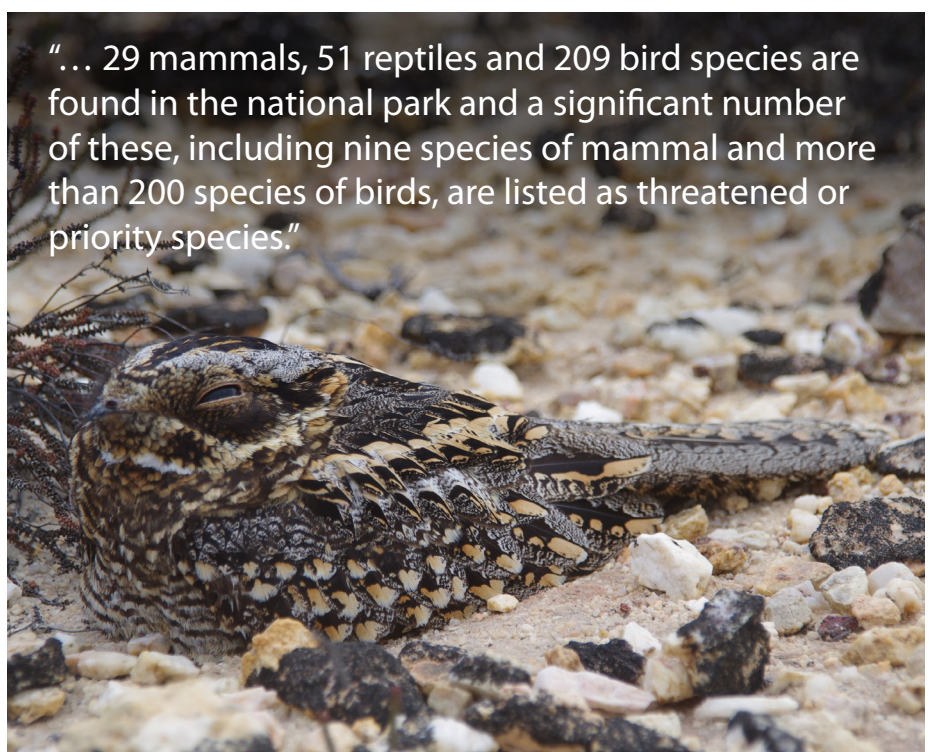 “… 29 mammals, 51 reptiles and 209 bird species are
found in the national park and a significant number
of these, including nine species of mammal and more
than 200 species of birds, are listed as threatened or
priority species.”